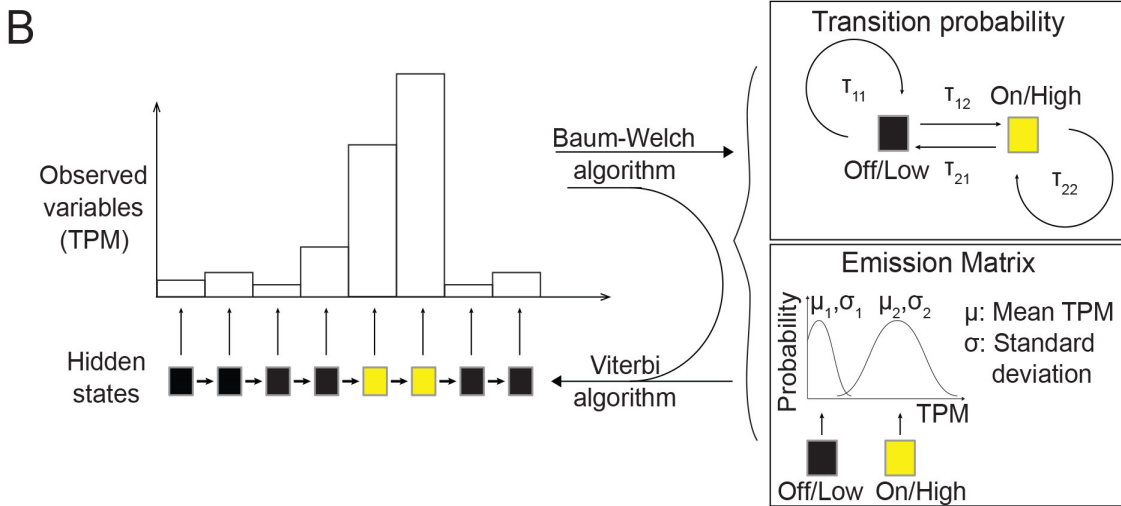 B
Observed
variables
(TPM)
Hidden
states
Baum-Welch
algorithm
Viterbi
algorithm
Transition probability
τ11
τ12
On/High
Off/Low
τ21
τ22
Emission Matrix
Probability
μ1,σ1
μ2,σ2
μ: Mean TPM
σ: Standard
deviation
TPM
Off/Low
On/High